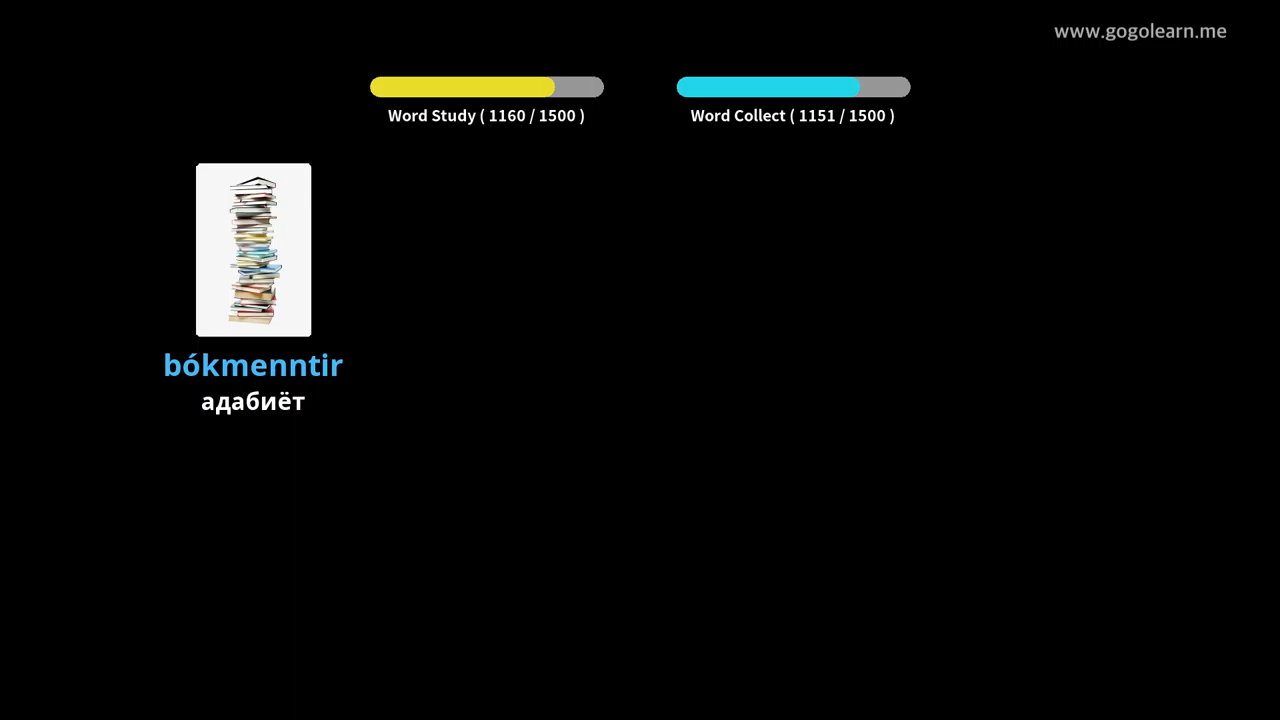 www.gogolearn.me
Word Study ( 1160 / 1500 )
Word Collect ( 1151 / 1500 )
bókmenntir
адабиёт